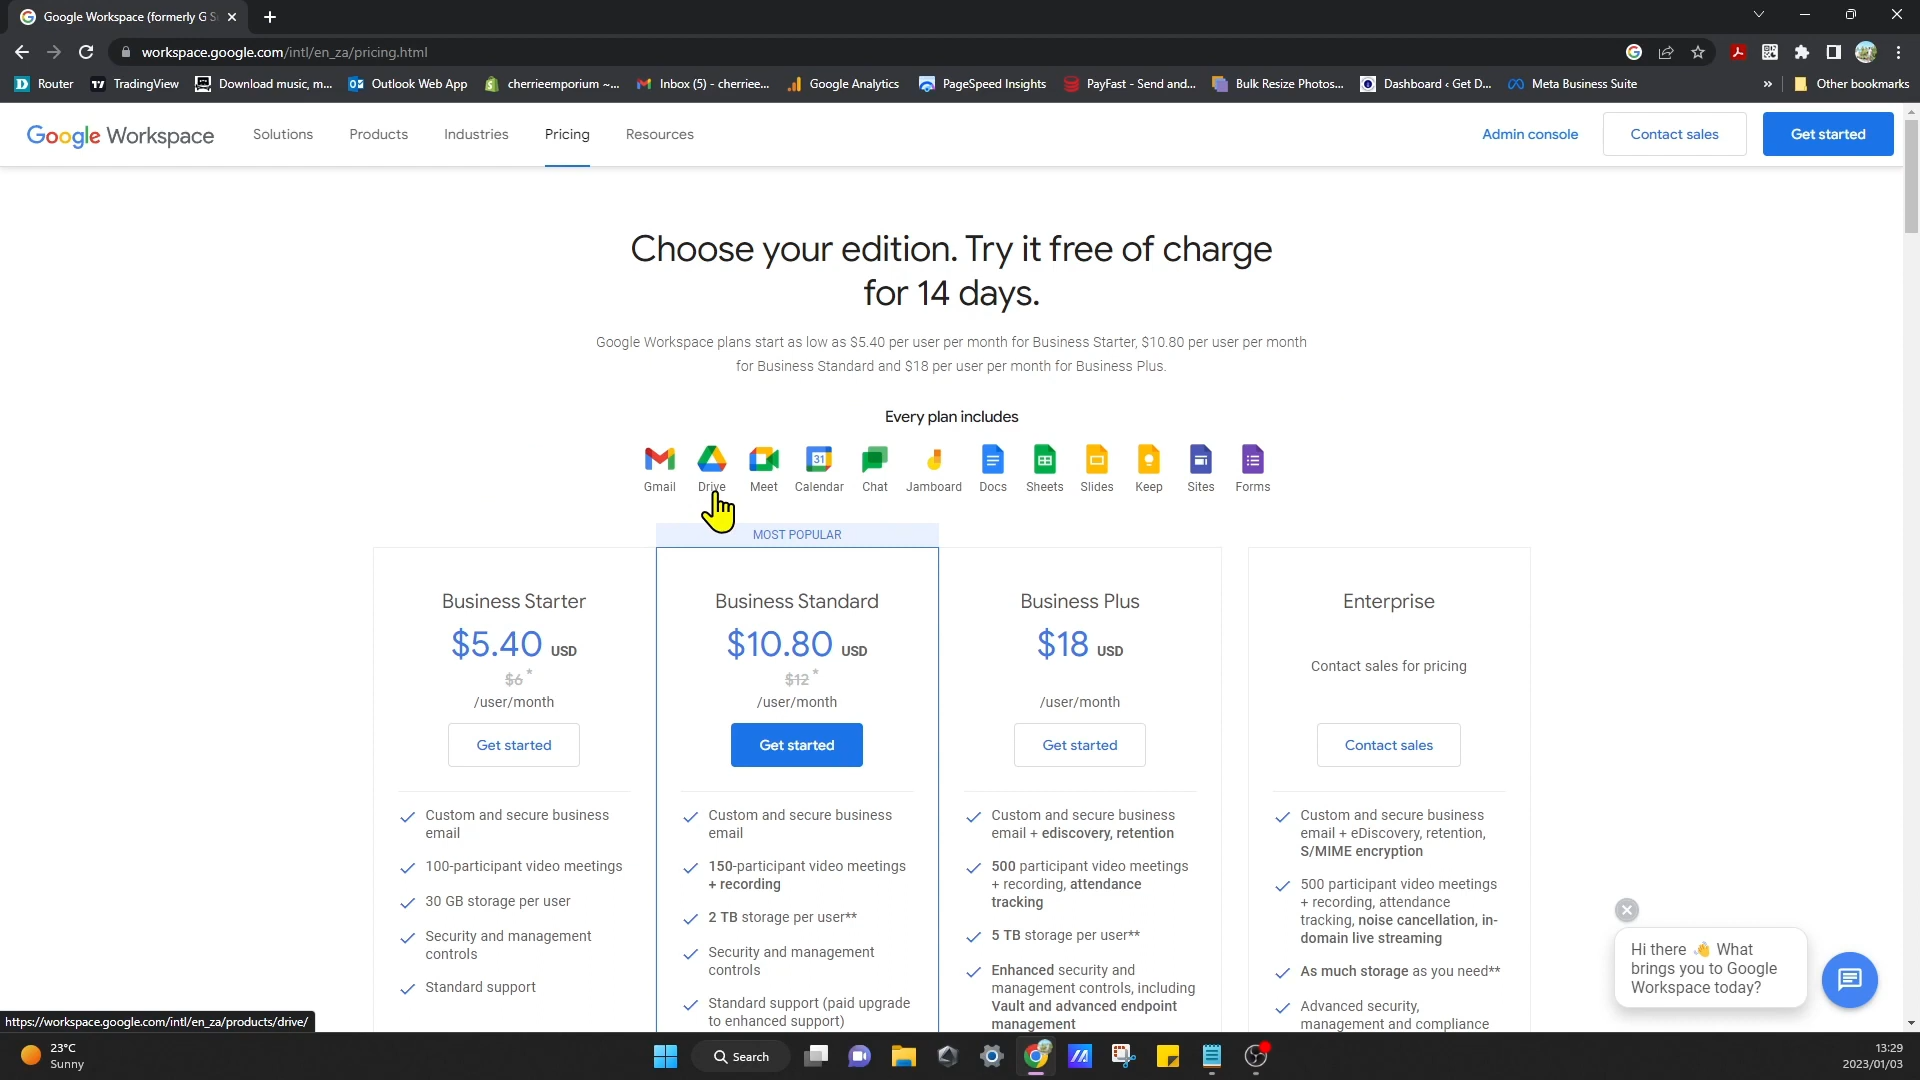 Google Workspace (formerly G S
workspace.google.com/intl/en_za/pricing.html
Router
TradingView
Download music, m...
Outlook Web App
cherrieemporium ~...
Inbox (5) - cherriee...
Google Analytics
PageSpeed Insights
PayFast - Send and...
Bulk Resize Photos...
Dashboard ‹ Get D...
Meta Business Suite
»
Other bookmarks
Google Workspace
Solutions
Products
Industries
Pricing
Resources
Admin console
Contact sales
Get started
Choose your edition. Try it free of charge
for 14 days.
Google Workspace plans start as low as $5.40 per user per month for Business Starter, $10.80 per user per month
for Business Standard and $18 per user per month for Business Plus.
Every plan includes
31
Gmail
Drive
Meet
Calendar
Chat
Jamboard
Docs
Sheets
Slides
Keep
Sites
Forms
MOST POPULAR
Business Starter
$5.40 USD
$6 *
/user/month
Get started
Custom and secure business
email
100-participant video meetings
30 GB storage per user
Security and management
controls
Standard support
Business Standard
$10.80 USD
$12 *
/user/month
Get started
Custom and secure business
email
150-participant video meetings
+ recording
2 TB storage per user**
Security and management
controls
Standard support (paid upgrade
to enhanced support)
Business Plus
$18 USD
/user/month
Get started
Custom and secure business
email + ediscovery, retention
500 participant video meetings
+ recording, attendance
tracking
5 TB storage per user**
Enhanced security and
management controls, including
Vault and advanced endpoint
management
Enterprise
Contact sales for pricing
Contact sales
Custom and secure business
email + eDiscovery, retention,
S/MIME encryption
500 participant video meetings
+ recording, attendance
tracking, noise cancellation, in-
domain live streaming
As much storage as you need**
Advanced security,
management and compliance
Hi there 👋 What
brings you to Google
Workspace today?
https://workspace.google.com/intl/en_za/products/drive/
23°C
Sunny
Search
13:29
2023/01/03